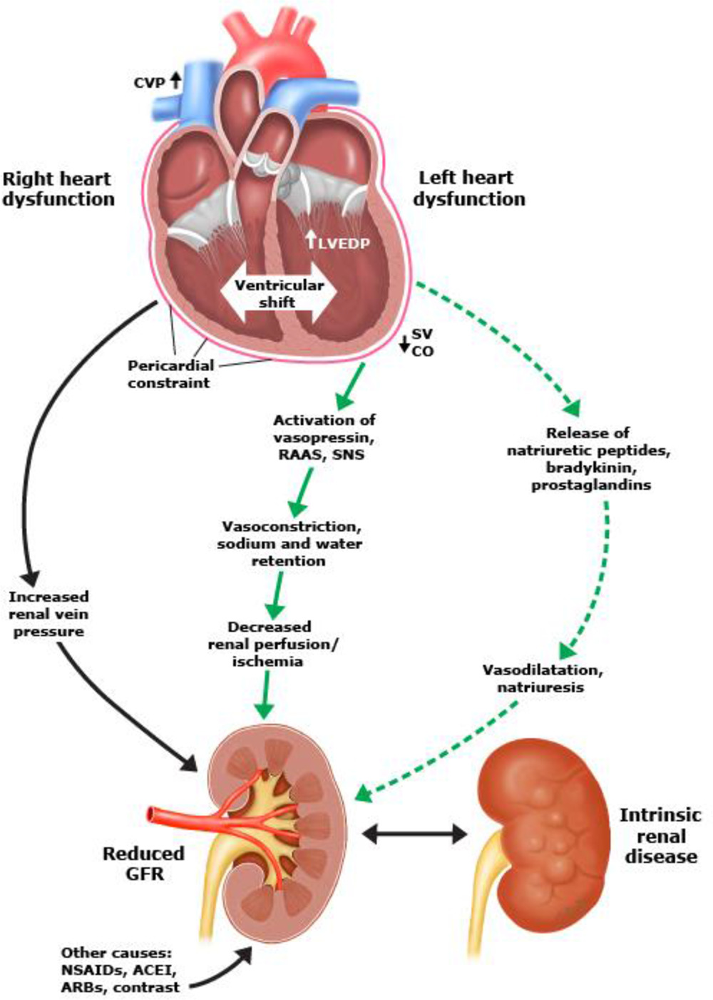 CVP
Right heart
dysfunction
Left heart
dysfunction
LVEDP
Ventricular
shift
SV
CO
Pericardial
constraint
Activation of
vasopressin,
RAAS, SNS
Release of
natriuretic peptides,
bradykinin,
prostaglandins
Vasoconstriction,
sodium and water
retention
Increased
renal vein
pressure
Decreased
renal perfusion/
ischemia
Vasodilatation,
natriuresis
Reduced
GFR
Intrinsic
renal
disease
Other causes:
NSAIDs, ACEI,
ARBs, contrast